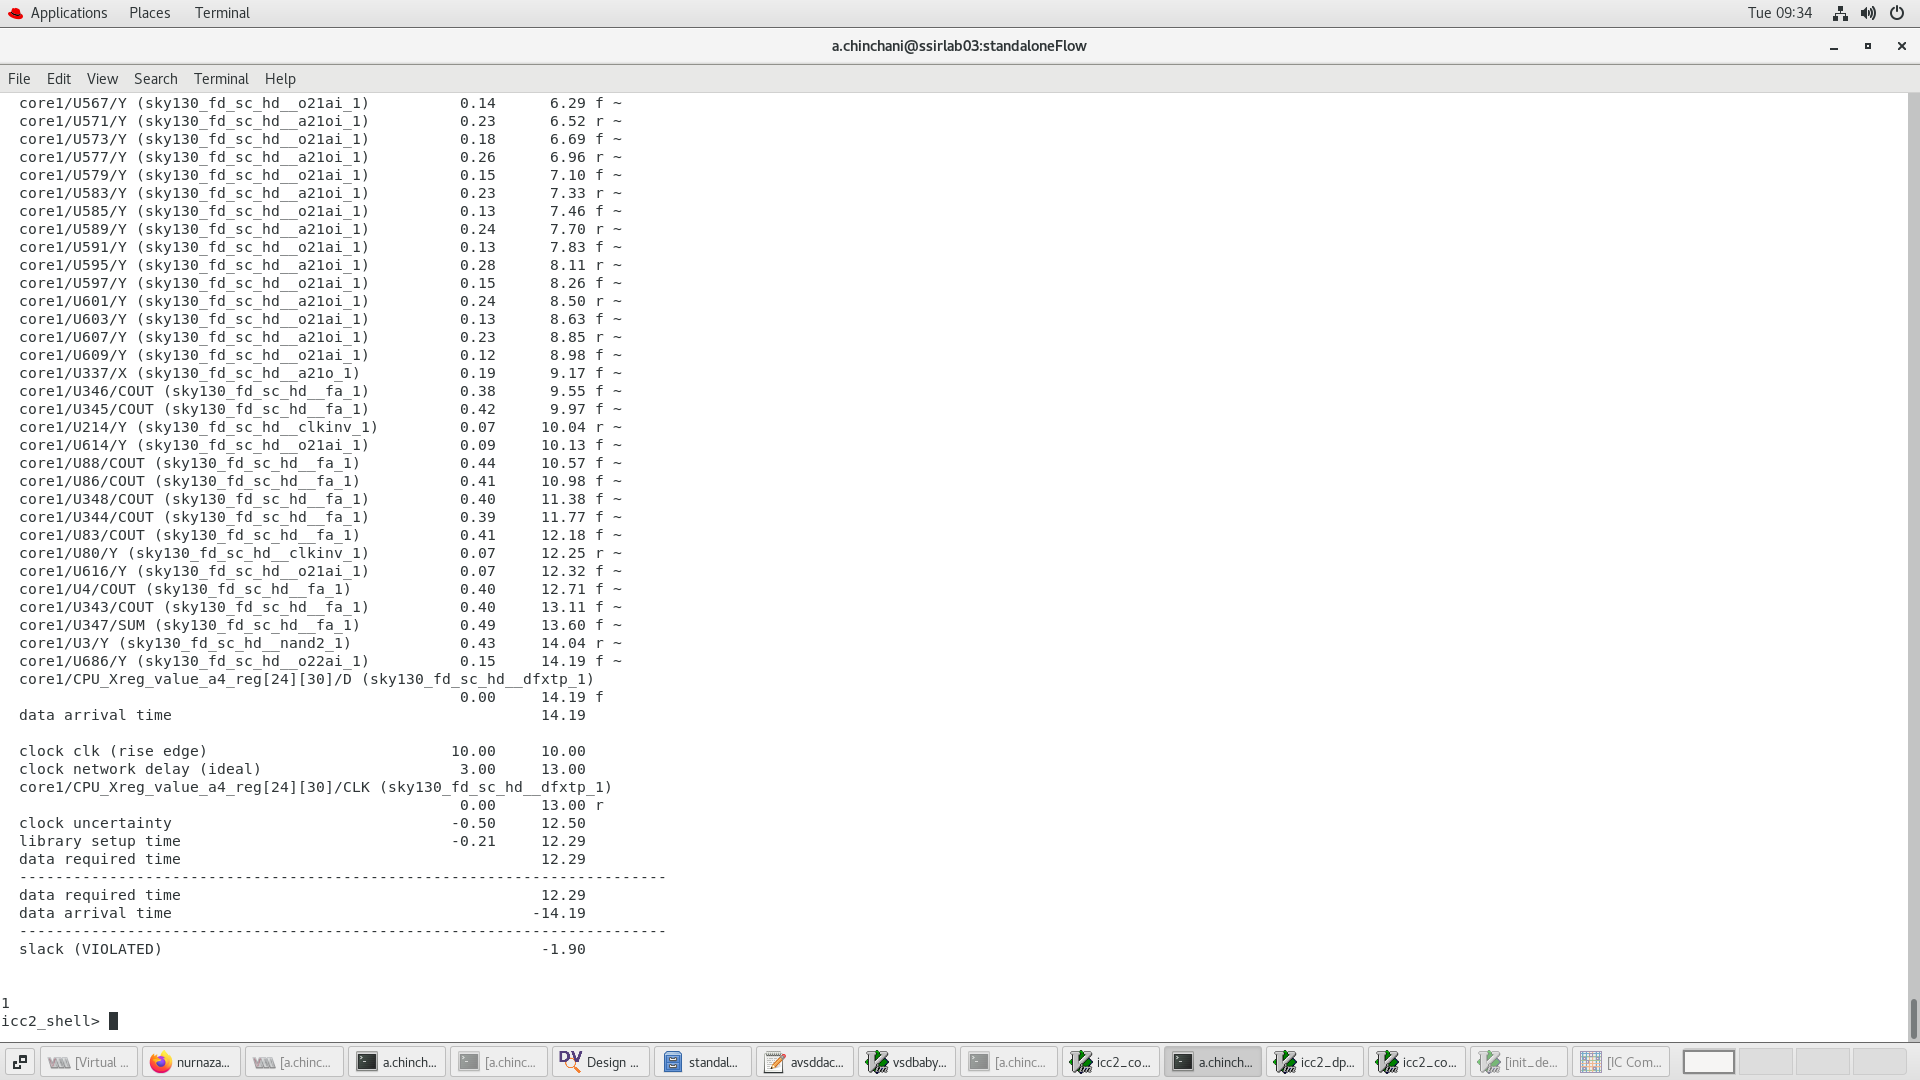 Applications Places Terminal Tue 09:34
a.chinchani@ssirlab03:standaloneFlow
File Edit View Search Terminal Help
core1/U567/Y (sky130_fd_sc_hd__o21ai_1) 0.14 6.29 f ~
core1/U571/Y (sky130_fd_sc_hd__a21oi_1) 0.23 6.52 r ~
core1/U573/Y (sky130_fd_sc_hd__o21ai_1) 0.18 6.69 f ~
core1/U577/Y (sky130_fd_sc_hd__a21oi_1) 0.26 6.96 r ~
core1/U579/Y (sky130_fd_sc_hd__o21ai_1) 0.15 7.10 f ~
core1/U583/Y (sky130_fd_sc_hd__a21oi_1) 0.23 7.33 r ~
core1/U585/Y (sky130_fd_sc_hd__o21ai_1) 0.13 7.46 f ~
core1/U589/Y (sky130_fd_sc_hd__a21oi_1) 0.24 7.70 r ~
core1/U591/Y (sky130_fd_sc_hd__o21ai_1) 0.13 7.83 f ~
core1/U595/Y (sky130_fd_sc_hd__a21oi_1) 0.28 8.11 r ~
core1/U597/Y (sky130_fd_sc_hd__o21ai_1) 0.15 8.26 f ~
core1/U601/Y (sky130_fd_sc_hd__a21oi_1) 0.24 8.50 r ~
core1/U603/Y (sky130_fd_sc_hd__o21ai_1) 0.13 8.63 f ~
core1/U607/Y (sky130_fd_sc_hd__a21oi_1) 0.23 8.85 r ~
core1/U609/Y (sky130_fd_sc_hd__o21ai_1) 0.12 8.98 f ~
core1/U337/X (sky130_fd_sc_hd__a21o_1) 0.19 9.17 f ~
core1/U346/COUT (sky130_fd_sc_hd__fa_1) 0.38 9.55 f ~
core1/U345/COUT (sky130_fd_sc_hd__fa_1) 0.42 9.97 f ~
core1/U214/Y (sky130_fd_sc_hd__clkinv_1) 0.07 10.04 r ~
core1/U614/Y (sky130_fd_sc_hd__o21ai_1) 0.09 10.13 f ~
core1/U88/COUT (sky130_fd_sc_hd__fa_1) 0.44 10.57 f ~
core1/U86/COUT (sky130_fd_sc_hd__fa_1) 0.41 10.98 f ~
core1/U348/COUT (sky130_fd_sc_hd__fa_1) 0.40 11.38 f ~
core1/U344/COUT (sky130_fd_sc_hd__fa_1) 0.39 11.77 f ~
core1/U83/COUT (sky130_fd_sc_hd__fa_1) 0.41 12.18 f ~
core1/U80/Y (sky130_fd_sc_hd__clkinv_1) 0.07 12.25 r ~
core1/U616/Y (sky130_fd_sc_hd__o21ai_1) 0.07 12.32 f ~
core1/U4/COUT (sky130_fd_sc_hd__fa_1) 0.40 12.71 f ~
core1/U343/COUT (sky130_fd_sc_hd__fa_1) 0.40 13.11 f ~
core1/U347/SUM (sky130_fd_sc_hd__fa_1) 0.49 13.60 f ~
core1/U3/Y (sky130_fd_sc_hd__nand2_1) 0.43 14.04 r ~
core1/U686/Y (sky130_fd_sc_hd__o22ai_1) 0.15 14.19 f ~
core1/CPU_Xreg_value_a4_reg[24][30]/D (sky130_fd_sc_hd__dfxtp_1)
0.00 14.19 f
data arrival time 14.19
clock clk (rise edge) 10.00 10.00
clock network delay (ideal) 3.00 13.00
core1/CPU_Xreg_value_a4_reg[24][30]/CLK (sky130_fd_sc_hd__dfxtp_1)
0.00 13.00 r
clock uncertainty -0.50 12.50
library setup time -0.21 12.29
data required time 12.29
------------------------------------------------------------------------
data required time 12.29
data arrival time -14.19
------------------------------------------------------------------------
slack (VIOLATED) -1.90
1
icc2_shell>
[Virtual ... nurnaza... [a.chinc... a.chinch... [a.chinc... DV Design ... standal... avsddac... vsdbaby... [a.chinc... icc2_co... a.chinch... icc2_dp... icc2_co... [init_de... [IC Com...